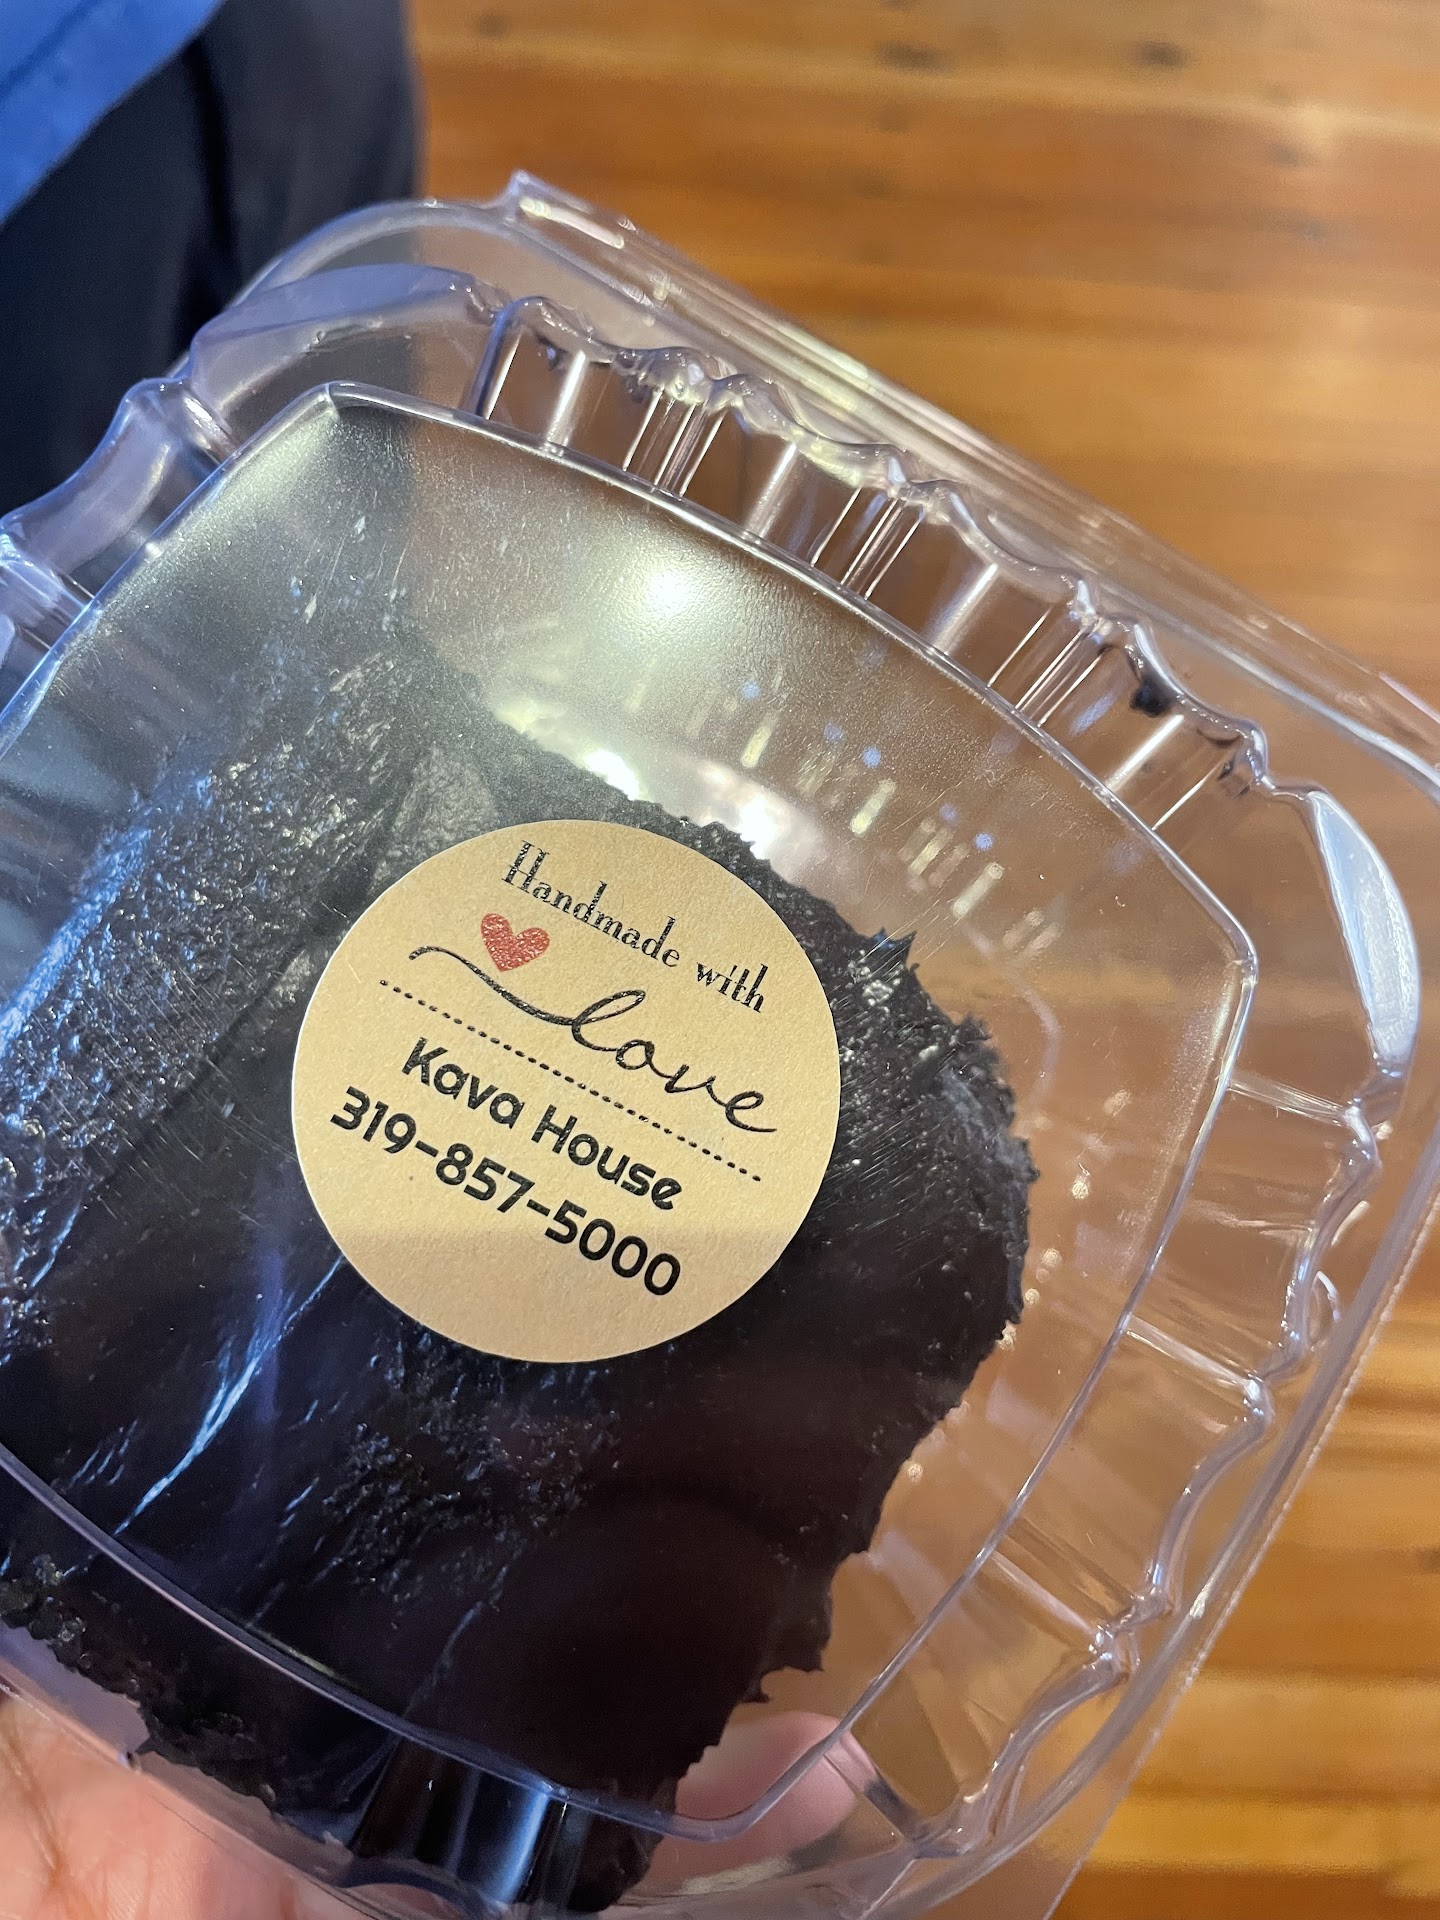 Handmade with
love
Kava House
319-857-5000